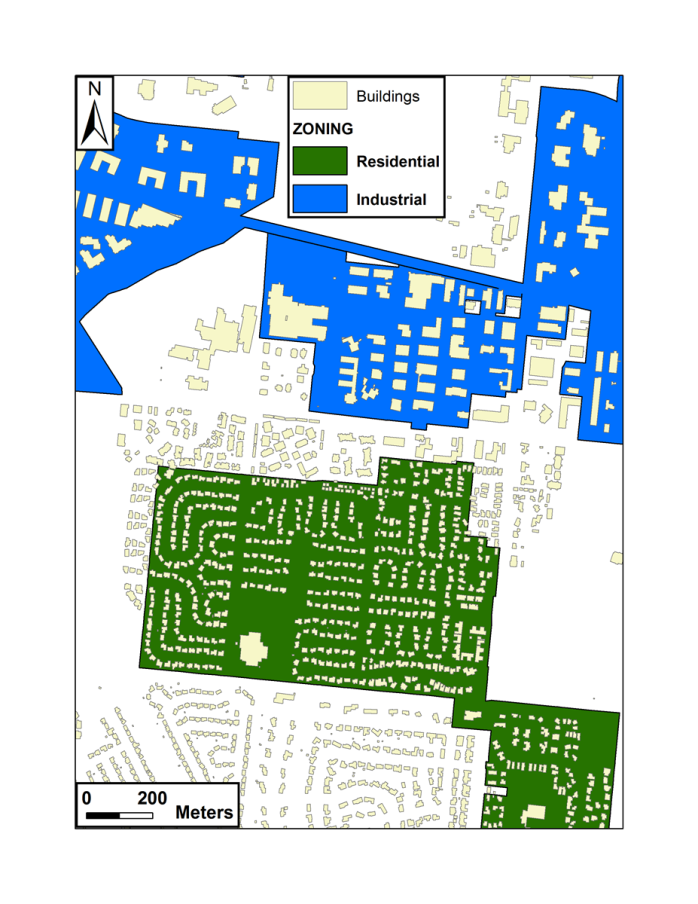 N
Buildings
ZONING
Residential
Industrial
0 200
Meters